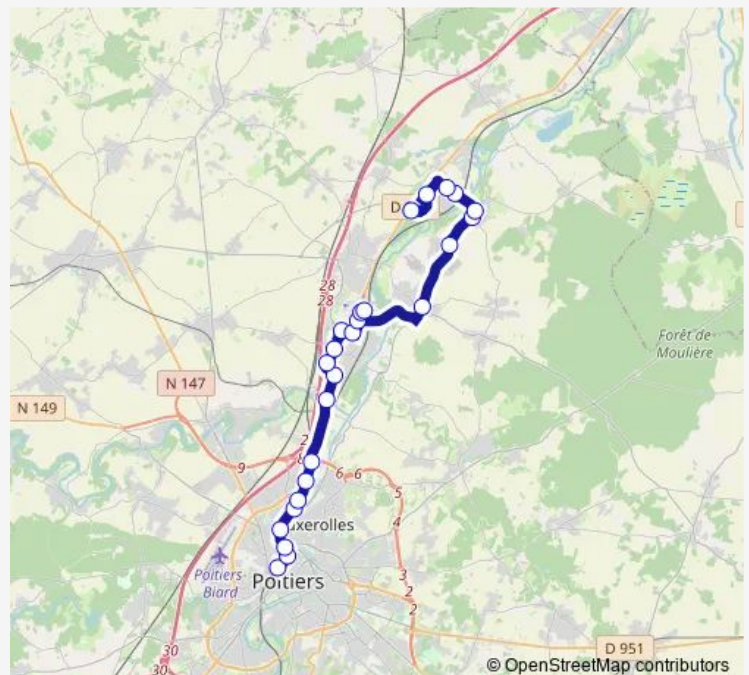 D
28
28
Forêt de
Moulière
N 147
N 149
2
8
9
6
6
5
4
uxerolles
Poitiers-
Biard
Poitiers
3
2
2
D 951
30
30
© OpenStreetMap contributors